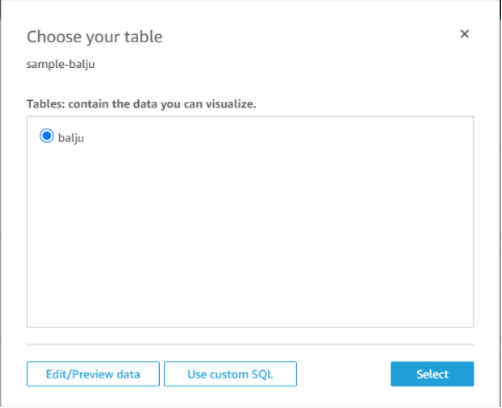 Choose your table
sample-balju
Tables: contain the data you can visualize.
balju
Edit/Preview data
Use custom SQL
Select